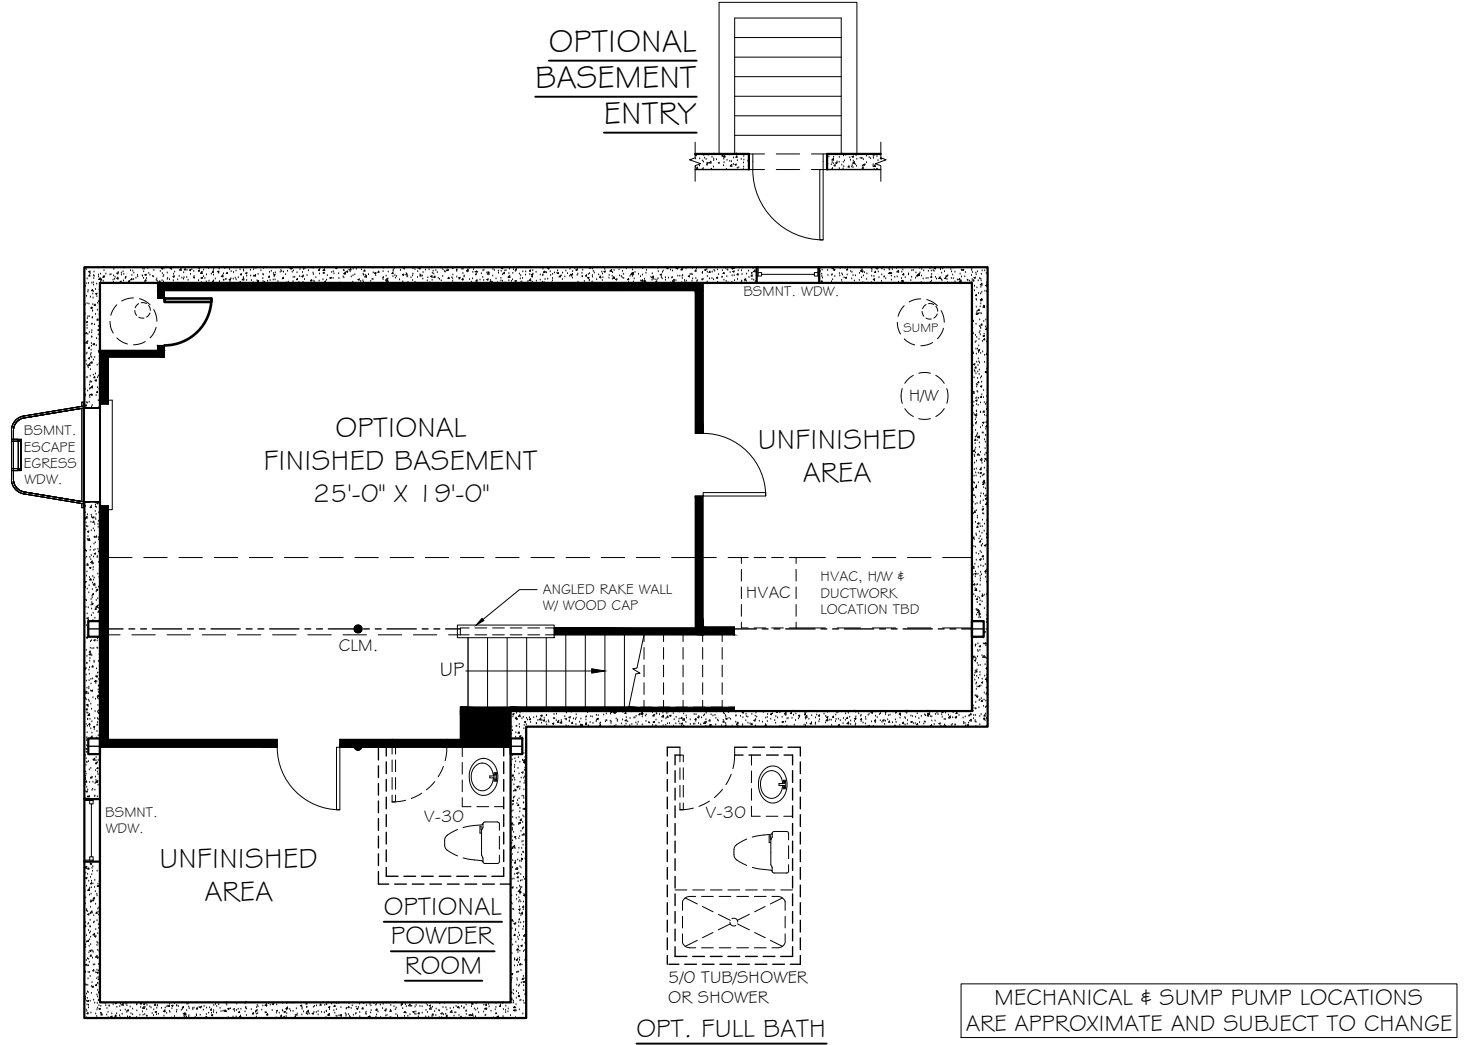 OPTIONAL
BASEMENT
ENTRY
BSMNT. WDW.
SUMP
H/W
BSMNT.
ESCAPE
EGRESS
WDW.
OPTIONAL
FINISHED BASEMENT
25'-0" X 19'-0"
UNFINISHED
AREA
ANGLED RAKE WALL
W/ WOOD CAP
HVAC
HVAC, H/W &
DUCTWORK
LOCATION TBD
CLM.
UP
BSMNT.
WDW.
V-30
V-30
UNFINISHED
AREA
OPTIONAL
POWDER
ROOM
5/0 TUB/SHOWER
OR SHOWER
OPT. FULL BATH
MECHANICAL & SUMP PUMP LOCATIONS
ARE APPROXIMATE AND SUBJECT TO CHANGE